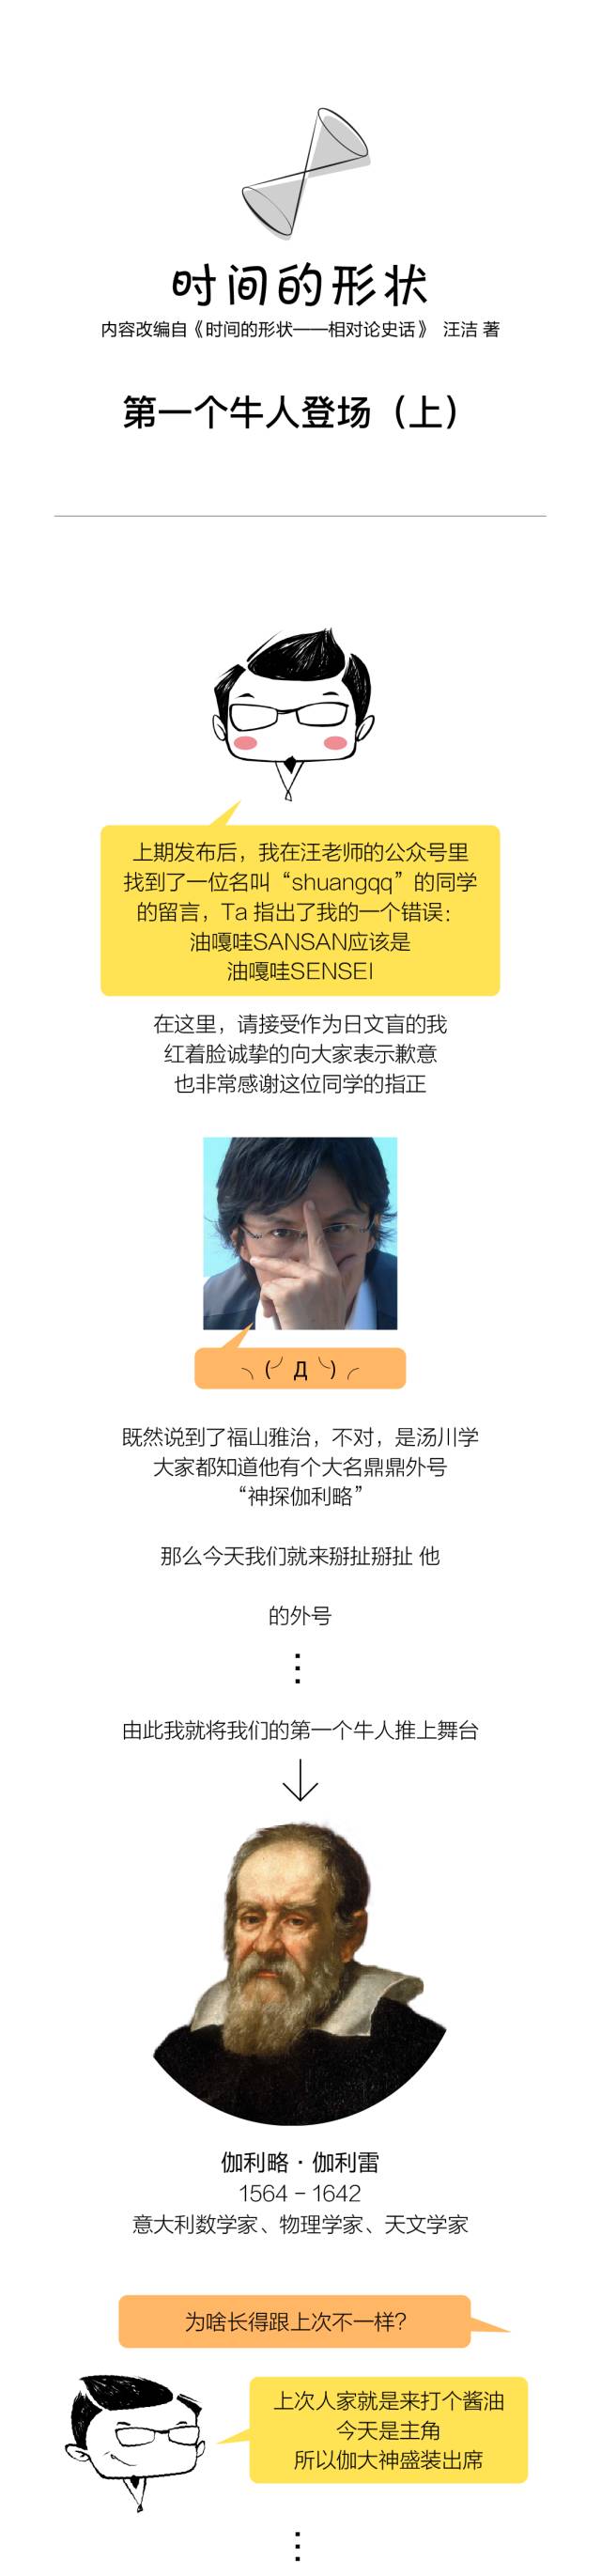 时间的形状
内容改编自《时间的形状——相对论史话》 汪洁 著
第一个牛人登场（上）
上期发布后，我在汪老师的公众号里
找到了一位名叫“shuangqq”的同学
的留言，Ta 指出了我的一个错误：
油嘎哇SANSAN应该是
油嘎哇SENSEI
在这里，请接受作为日文盲的我
红着脸诚挚的向大家表示歉意
也非常感谢这位同学的指正
╮(╯Д╰)╭
既然说到了福山雅治，不对，是汤川学
大家都知道他有个大名鼎鼎外号
“神探伽利略”
那么今天我们就来掰扯掰扯 他
的外号
由此我就将我们的第一个牛人推上舞台
伽利略·伽利雷
1564 - 1642
意大利数学家、物理学家、天文学家
为啥长得跟上次不一样？
上次人家就是来打个酱油
今天是主角
所以伽大神盛装出席